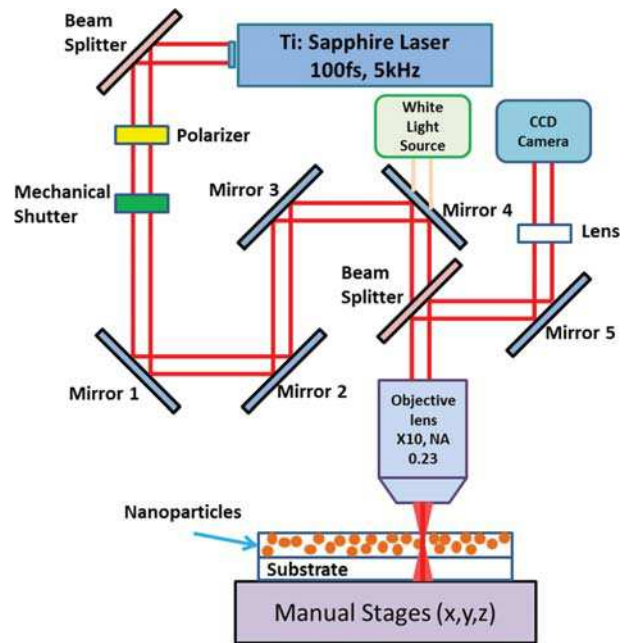 Beam
Splitter
Ti: Sapphire Laser
100fs, 5kHz
White
Light
Source
CCD
Camera
Polarizer
Mechanical
Shutter
Mirror 3
Mirror 4
Lens
Beam
Splitter
Mirror 5
Mirror 1
Mirror 2
Objective
lens
X10, NA
0.23
Nanoparticles
Substrate
Manual Stages (x,y,z)